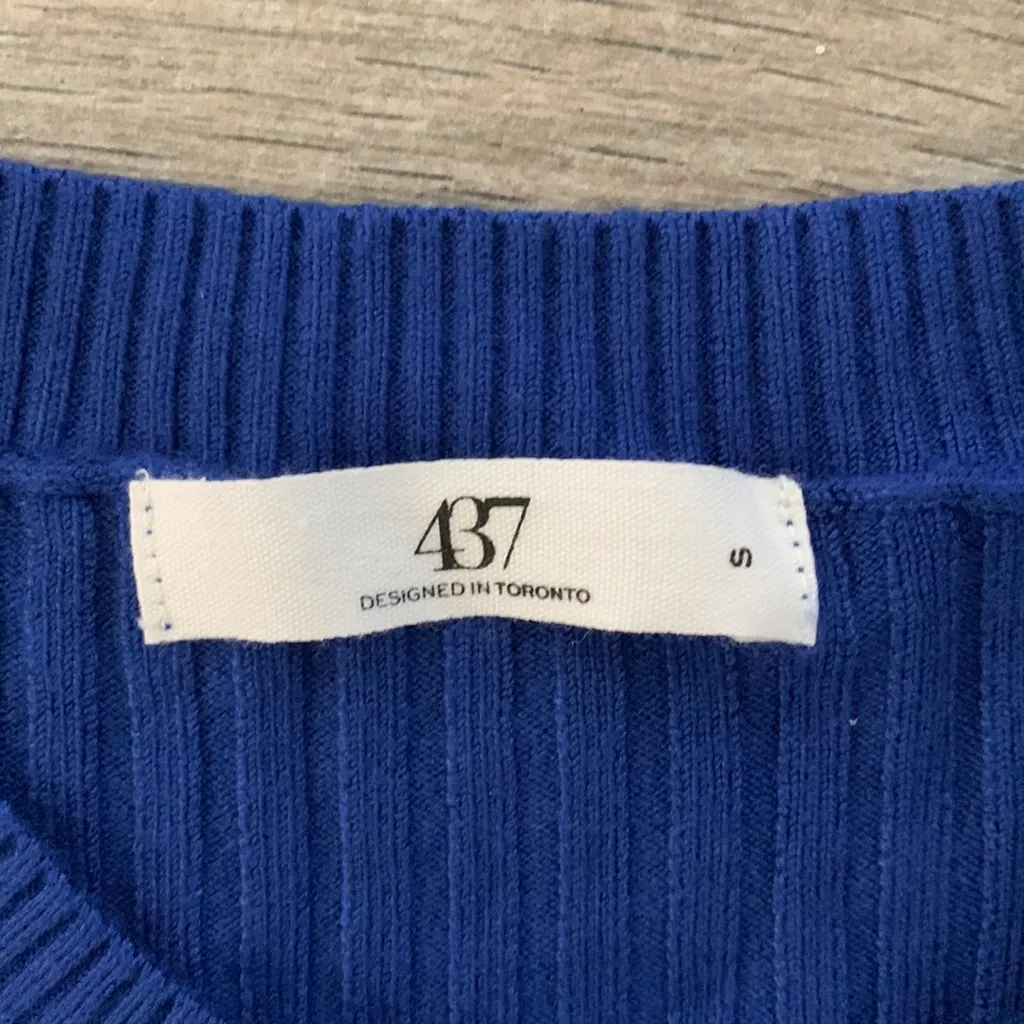 437
DESIGNED IN TORONTO
S